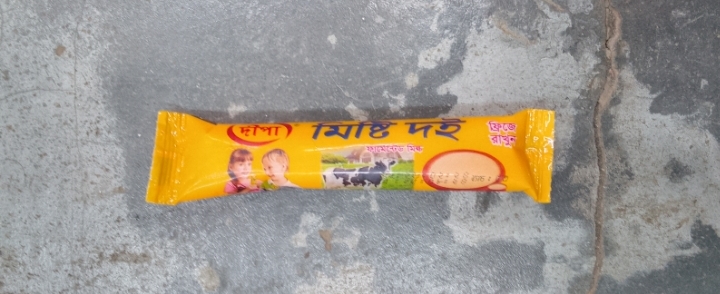 দীপা
মিষ্টি দই
ফার্মেন্টেড মিল্ক
ফ্রিজে
রাখুন